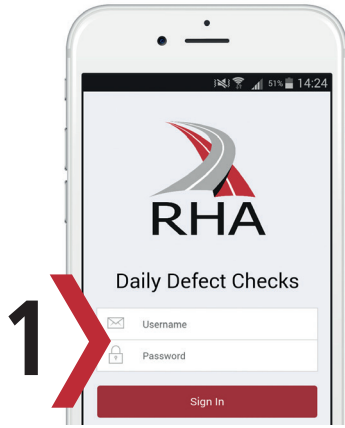 51% 14:24
RHA
Daily Defect Checks
1
Username
Password
Sign In